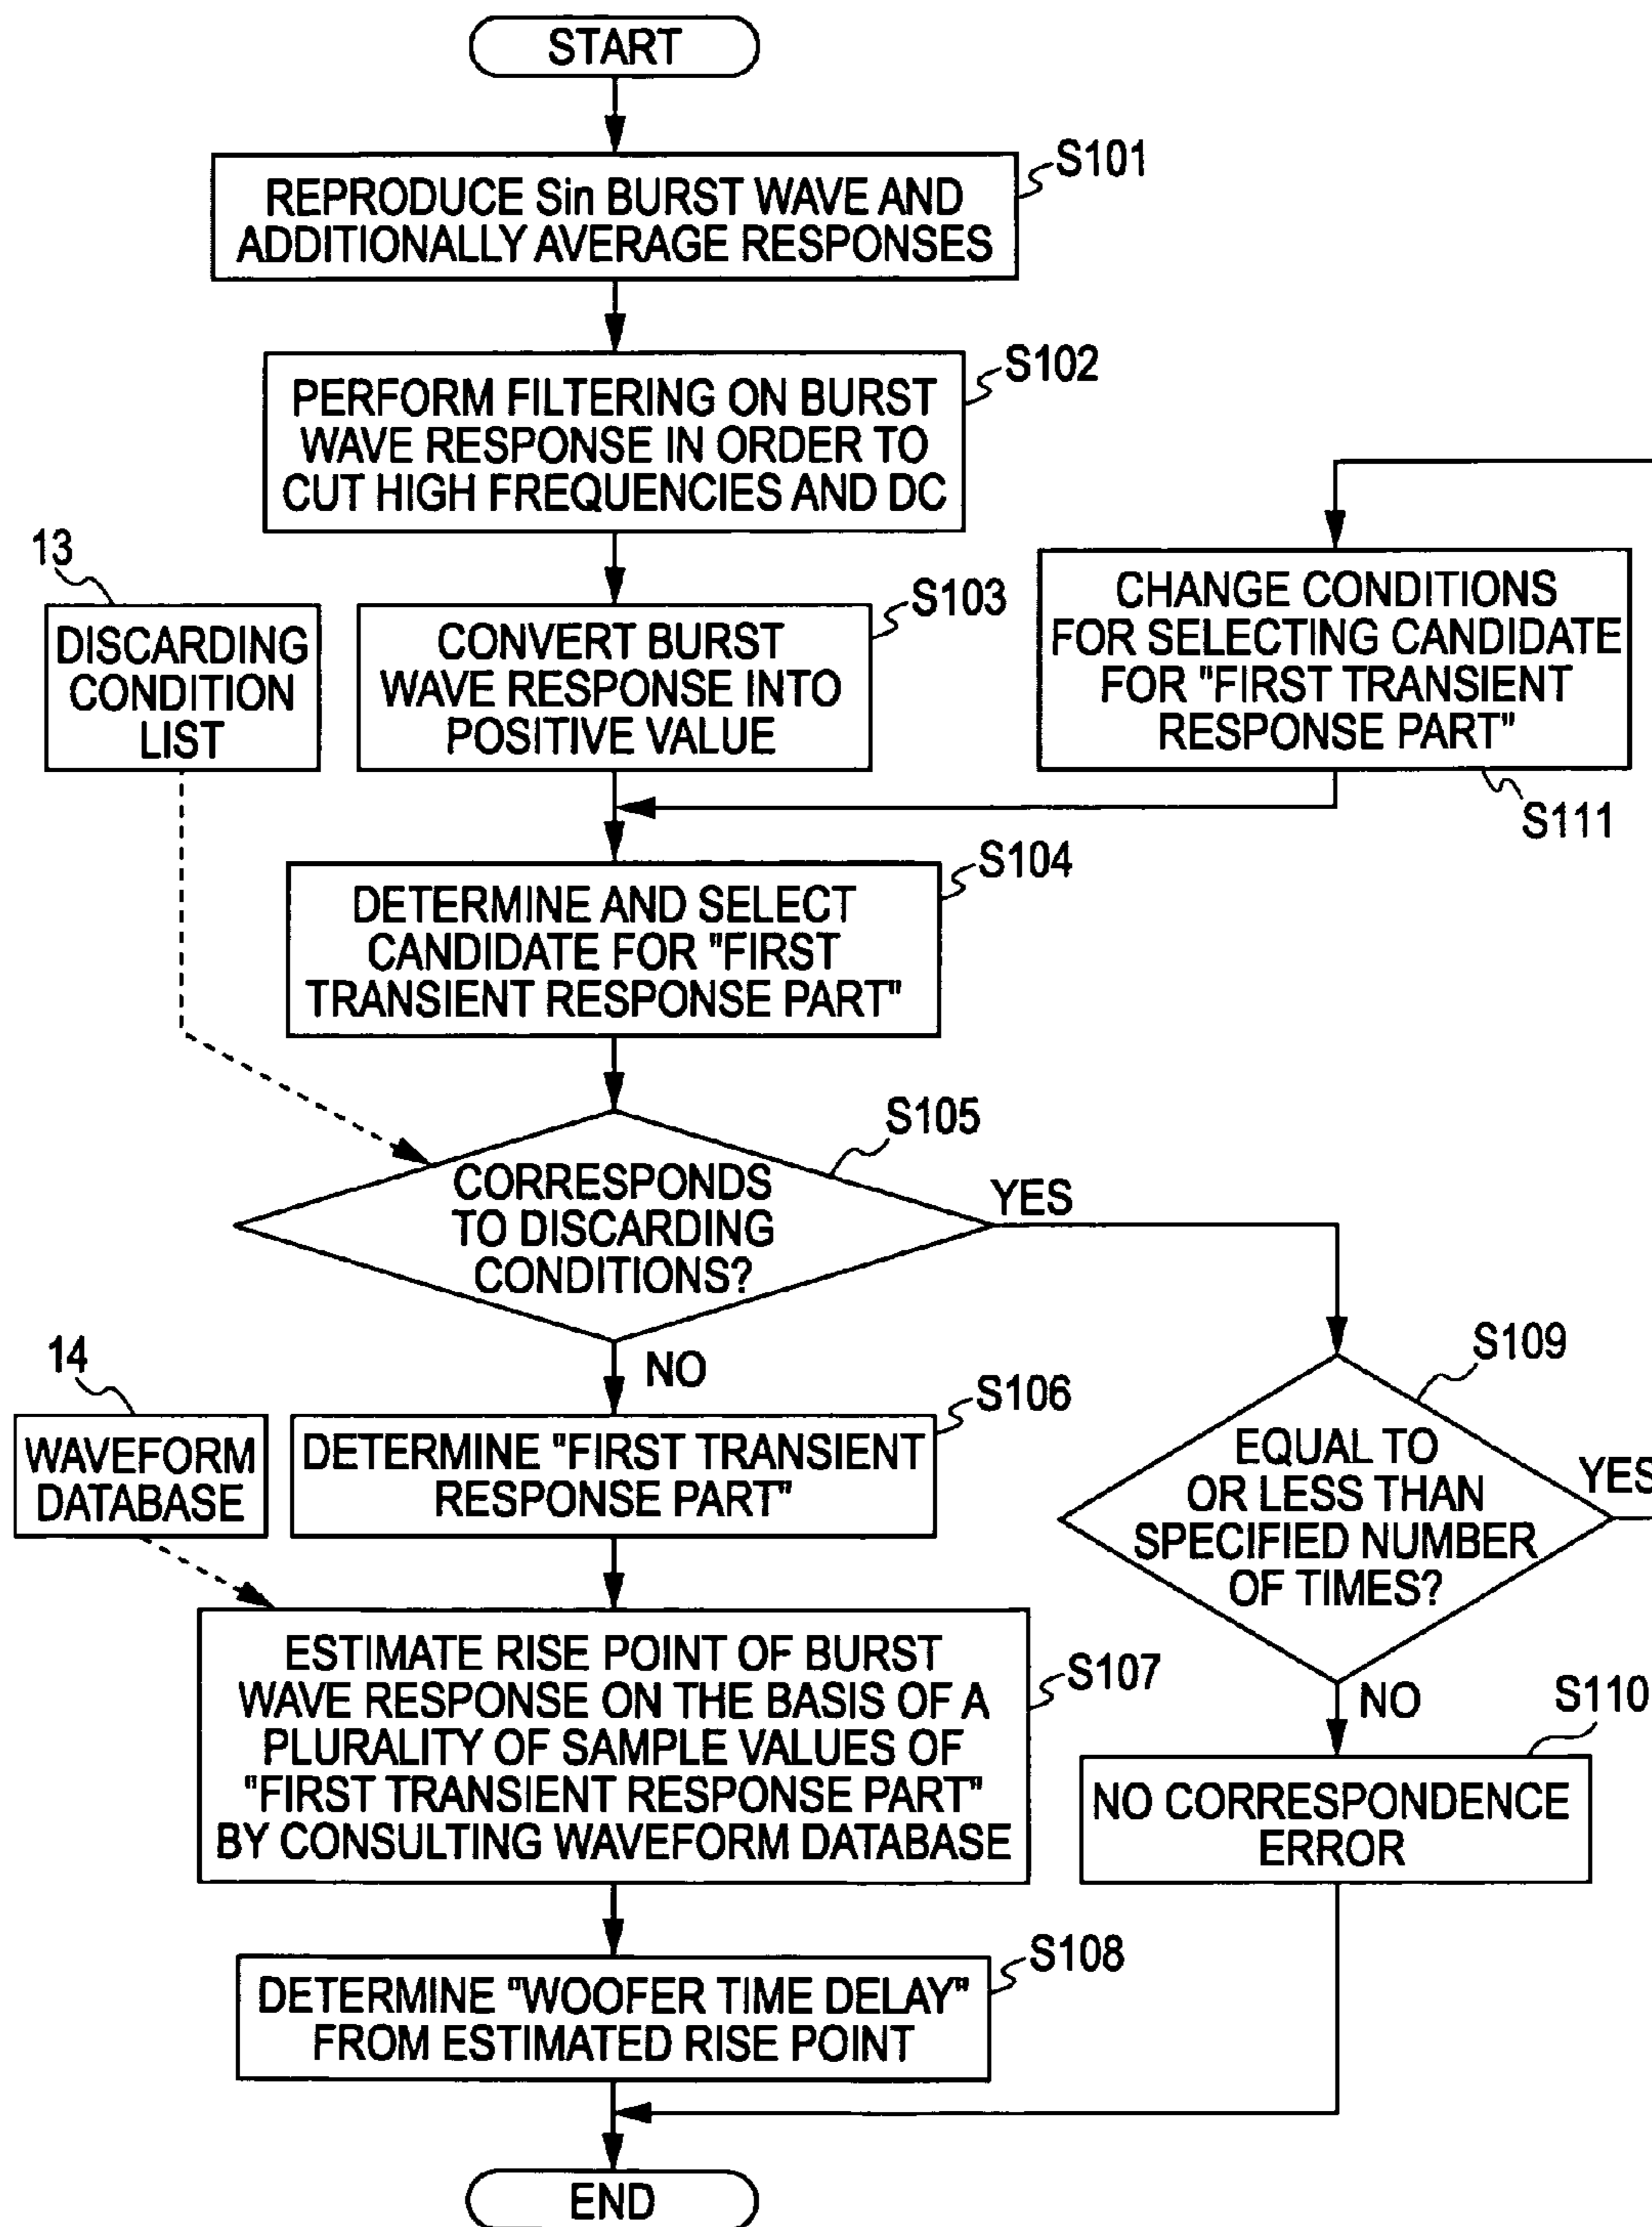 START
S101
REPRODUCE Sin BURST WAVE AND
ADDITIONALLY AVERAGE RESPONSES
S102
PERFORM FILTERING ON BURST
WAVE RESPONSE IN ORDER TO
CUT HIGH FREQUENCIES AND DC
13
DISCARDING
CONDITION
LIST
S103
CONVERT BURST
WAVE RESPONSE INTO
POSITIVE VALUE
CHANGE CONDITIONS
FOR SELECTING CANDIDATE
FOR "FIRST TRANSIENT
RESPONSE PART"
S111
S104
DETERMINE AND SELECT
CANDIDATE FOR "FIRST
TRANSIENT RESPONSE PART"
S105
CORRESPONDS
TO DISCARDING
CONDITIONS?
YES
NO
S109
EQUAL TO
OR LESS THAN
SPECIFIED NUMBER
OF TIMES?
YES
NO
14
WAVEFORM
DATABASE
S106
DETERMINE "FIRST TRANSIENT
RESPONSE PART"
S107
ESTIMATE RISE POINT OF BURST
WAVE RESPONSE ON THE BASIS OF A
PLURALITY OF SAMPLE VALUES OF
"FIRST TRANSIENT RESPONSE PART"
BY CONSULTING WAVEFORM DATABASE
S110
NO CORRESPONDENCE
ERROR
S108
DETERMINE "WOOFER TIME DELAY"
FROM ESTIMATED RISE POINT
END